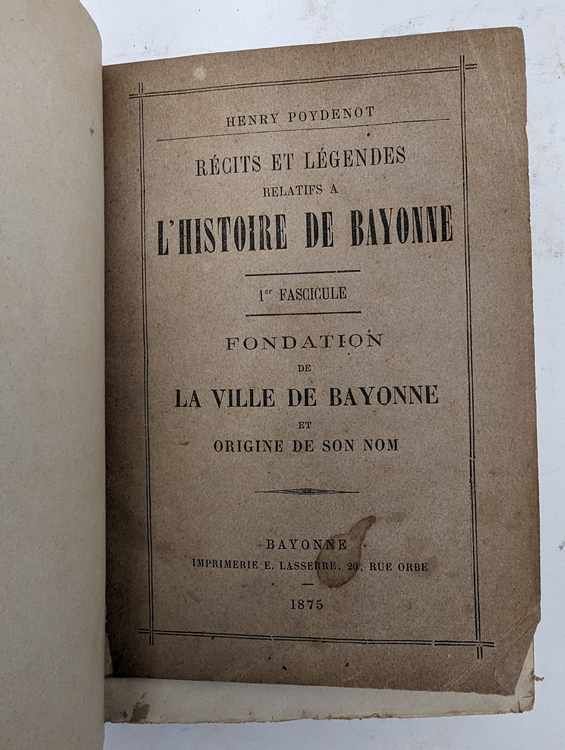 HENRY POYDENOT
RÉCITS ET LÉGENDES
RELATIFS A
L'HISTOIRE DE BAYONNE
1er FASCICULE
FONDATION
DE
LA VILLE DE BAYONNE
ET
ORIGINE DE SON NOM
BAYONNE
IMPRIMERIE E. LASSERRE, 20, RUE ORBE
1875